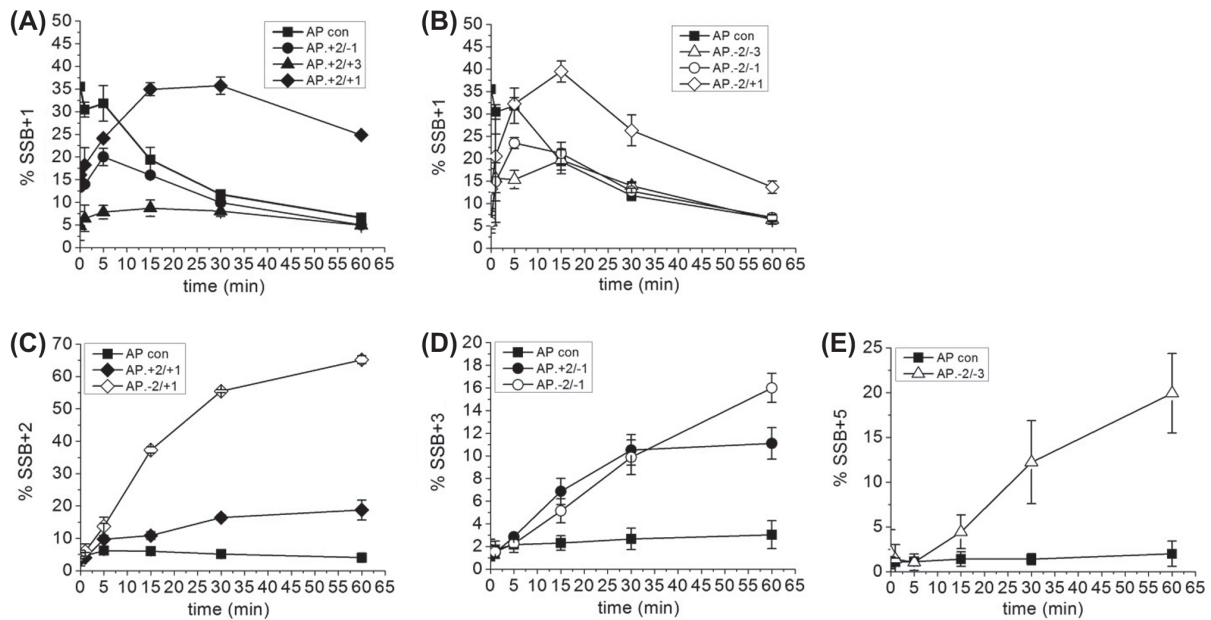 (A)
% SSB+1
50
45
40
35
30
25
20
15
10
5
0
AP con
AP.+2/-1
AP.+2/+3
AP.+2/+1
0 5 10 15 20 25 30 35 40 45 50 55 60 65
time (min)
(B)
% SSB+1
50
45
40
35
30
25
20
15
10
5
0
AP con
AP.-2/-3
AP.-2/-1
AP.-2/+1
0 5 10 15 20 25 30 35 40 45 50 55 60 65
time (min)
(C)
% SSB+2
70
60
50
40
30
20
10
0
AP con
AP.+2/+1
AP.-2/+1
0 5 10 15 20 25 30 35 40 45 50 55 60 65
time (min)
(D)
% SSB+3
20
18
16
14
12
10
8
6
4
2
0
AP con
AP.+2/-1
AP.-2/-1
0 5 10 15 20 25 30 35 40 45 50 55 60 65
time (min)
(E)
% SSB+5
25
20
15
10
5
0
AP con
AP.-2/-3
0 5 10 15 20 25 30 35 40 45 50 55 60 65
time (min)